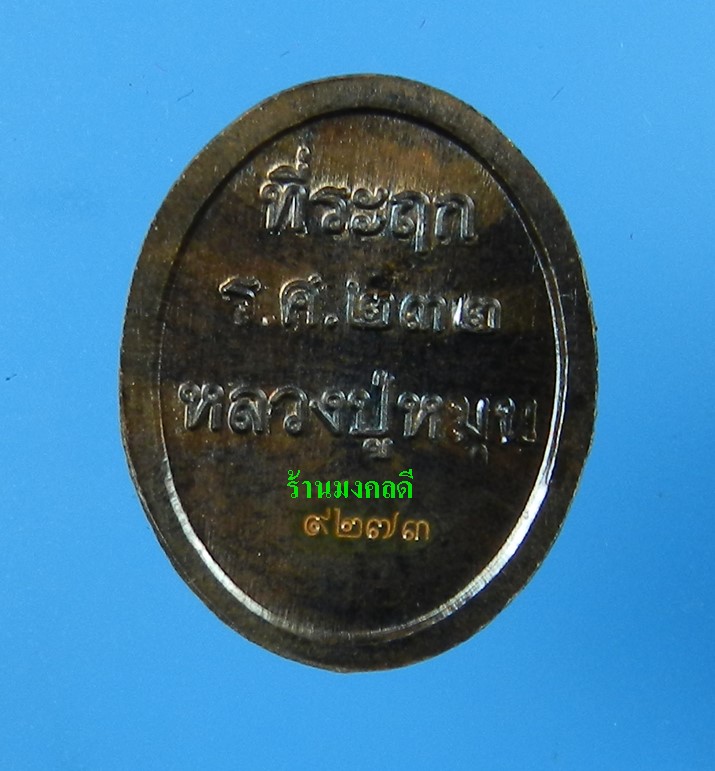 ที่ระฤก
ร.ศ.๒๓๒
หลวงปู่หมุน
ร้านมงคลดี
๙๒๗๓